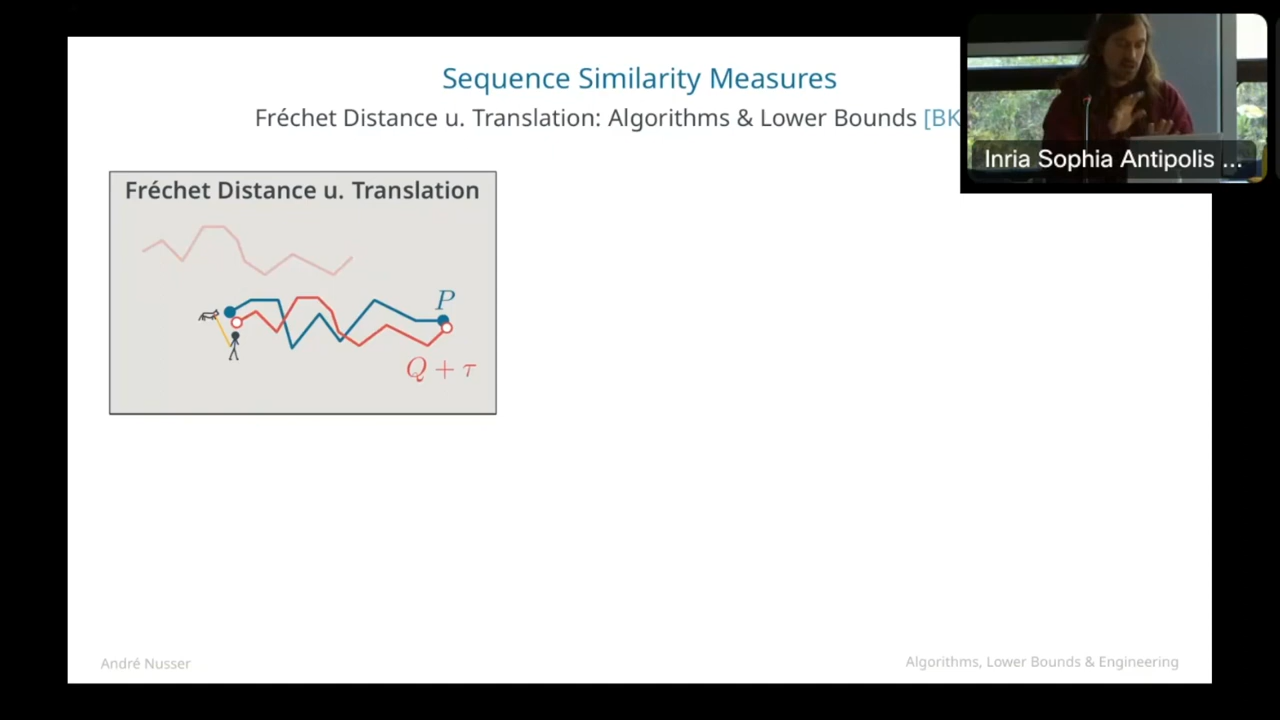 Sequence Similarity Measures
Fréchet Distance u. Translation: Algorithms & Lower Bounds [BK
Inria Sophia Antipolis ...
Fréchet Distance u. Translation
P
Q + τ
André Nusser
Algorithms, Lower Bounds & Engineering